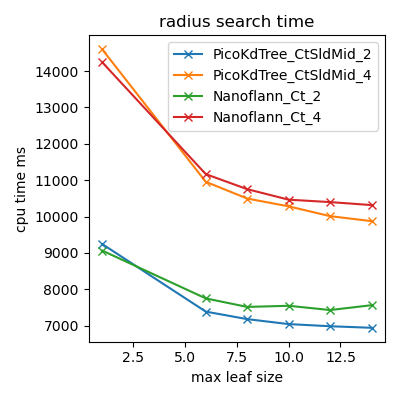 radius search time
PicoKdTree_CtSldMid_2
PicoKdTree_CtSldMid_4
Nanoflann_Ct_2
Nanoflann_Ct_4
cpu time ms
14000
13000
12000
11000
10000
9000
8000
7000
2.5 5.0 7.5 10.0 12.5
max leaf size